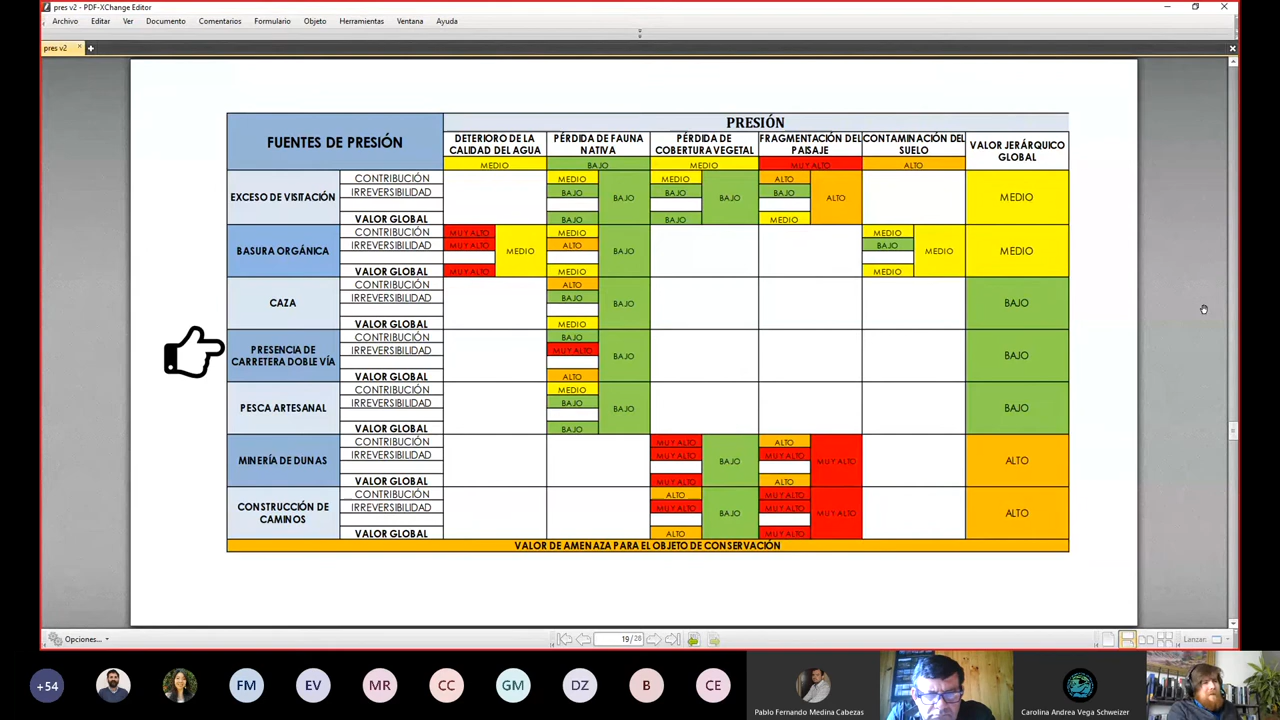 pres v2 - PDF-XChange Editor
Archivo Editar Ver Documento Comentarios Formulario Objeto Herramientas Ventana Ayuda
pres v2
FUENTES DE PRESIÓN
PRESIÓN
DETERIORO DE LA CALIDAD DEL AGUA
PÉRDIDA DE FAUNA NATIVA
PÉRDIDA DE COBERTURA VEGETAL
FRAGMENTACIÓN DEL PAISAJE
CONTAMINACIÓN DEL SUELO
VALOR JERÁRQUICO GLOBAL
MEDIO BAJO MEDIO MUY ALTO ALTO
EXCESO DE VISITACIÓN
CONTRIBUCIÓN MEDIO MEDIO ALTO
IRREVERSIBILIDAD BAJO BAJO BAJO
BAJO BAJO ALTO MEDIO
VALOR GLOBAL BAJO BAJO MEDIO
BASURA ORGÁNICA
CONTRIBUCIÓN MUY ALTO MEDIO MEDIO
IRREVERSIBILIDAD MUY ALTO ALTO BAJO
MEDIO BAJO MEDIO MEDIO
VALOR GLOBAL MUY ALTO MEDIO MEDIO
CAZA
CONTRIBUCIÓN ALTO
IRREVERSIBILIDAD BAJO
BAJO BAJO
VALOR GLOBAL MEDIO
PRESENCIA DE CARRETERA DOBLE VÍA
CONTRIBUCIÓN BAJO
IRREVERSIBILIDAD MUY ALTO
BAJO BAJO
VALOR GLOBAL ALTO
PESCA ARTESANAL
CONTRIBUCIÓN MEDIO
IRREVERSIBILIDAD BAJO
BAJO BAJO
VALOR GLOBAL BAJO
MINERÍA DE DUNAS
CONTRIBUCIÓN MUY ALTO ALTO
IRREVERSIBILIDAD MUY ALTO MUY ALTO
BAJO MUY ALTO ALTO
VALOR GLOBAL MUY ALTO ALTO
CONSTRUCCIÓN DE CAMINOS
CONTRIBUCIÓN ALTO MUY ALTO
IRREVERSIBILIDAD MUY ALTO MUY ALTO
BAJO MUY ALTO ALTO
VALOR GLOBAL ALTO MUY ALTO
VALOR DE AMENAZA PARA EL OBJETO DE CONSERVACIÓN
Opciones... 19/28 Lanzar:
+54 FM EV MR CC GM DZ B CE
Pablo Fernando Medina Cabezas
Carolina Andrea Vega Schweizer